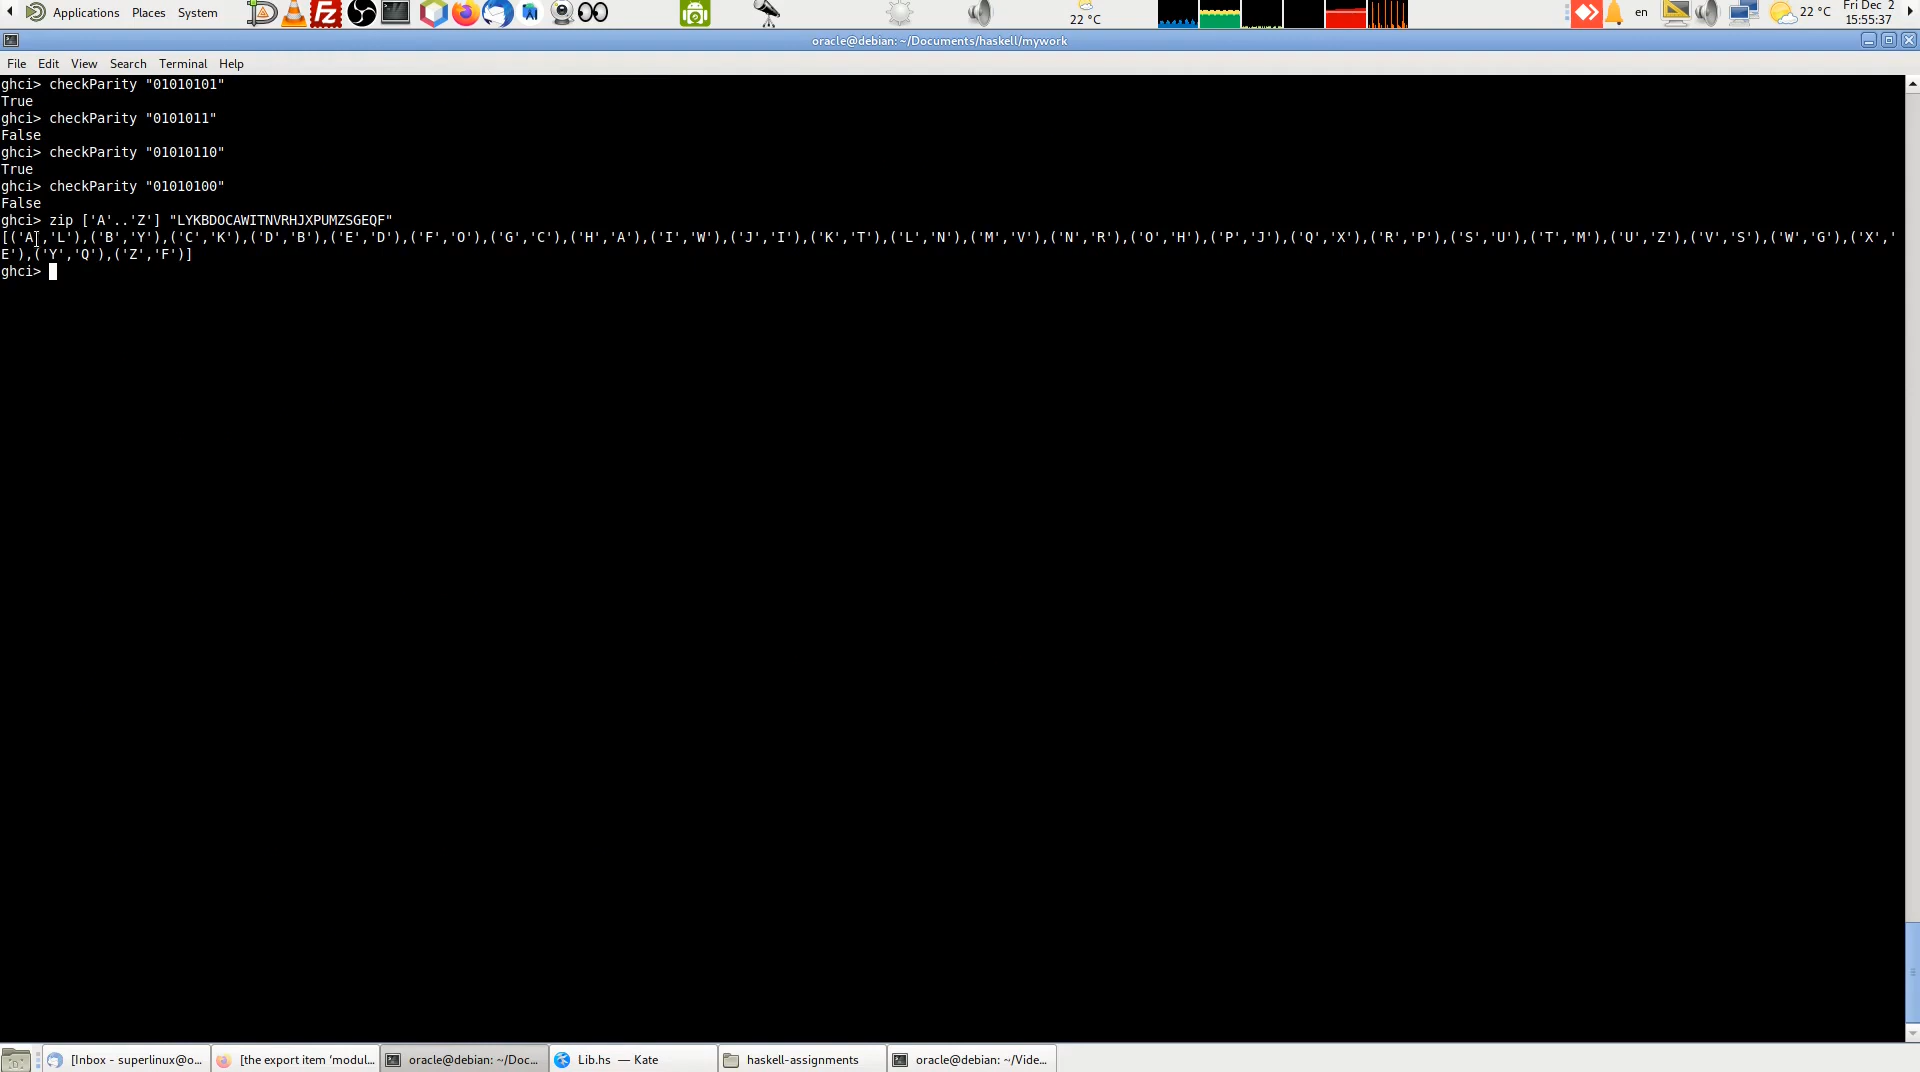 Applications Places System
22 °C
en
22 °C
Fri Dec 2
15:55:37
oracle@debian: ~/Documents/haskell/mywork
File Edit View Search Terminal Help
ghci> checkParity "01010101"
True
ghci> checkParity "0101011"
False
ghci> checkParity "01010110"
True
ghci> checkParity "01010100"
False
ghci> zip ['A'..'Z'] "LYKBDOCAWITNVRHJXPUMZSGEQF"
[('A','L'),('B','Y'),('C','K'),('D','B'),('E','D'),('F','O'),('G','C'),('H','A'),('I','W'),('J','I'),('K','T'),('L','N'),('M','V'),('N','R'),('O','H'),('P','J'),('Q','X'),('R','P'),('S','U'),('T','M'),('U','Z'),('V','S'),('W','G'),('X','
E'),('Y','Q'),('Z','F')]
ghci>
[Inbox - superlinux@o... [the export item ‘modul... oracle@debian: ~/Doc... Lib.hs — Kate haskell-assignments oracle@debian: ~/Vide...